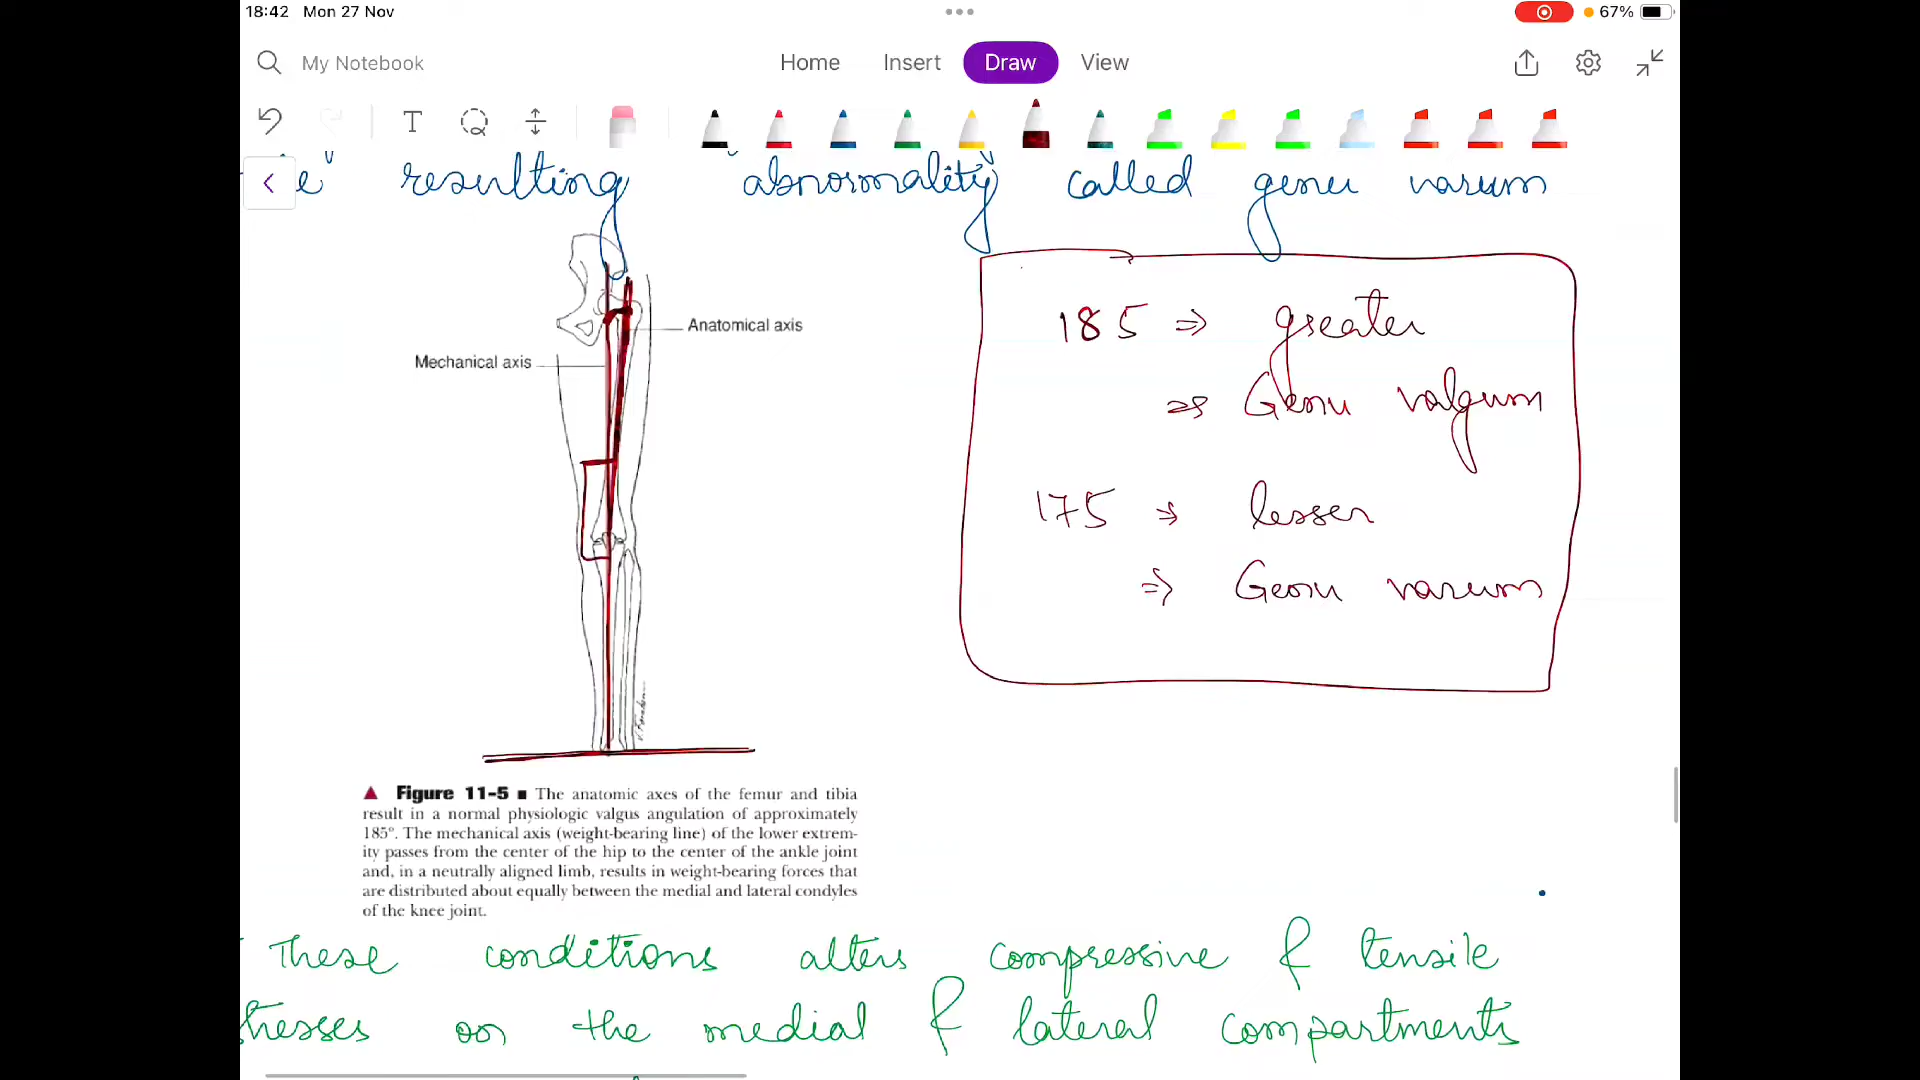 18:42 Mon 27 Nov
67%
My Notebook
Home Insert Draw View
T
resulting abnormality called genu varum
Anatomical axis
Mechanical axis
185 ⇒ greater
⇒ Genu valgum
175 ⇒ lesser
⇒ Genu varum
▲ Figure 11-5 ■ The anatomic axes of the femur and tibia
result in a normal physiologic valgus angulation of approximately
185°. The mechanical axis (weight-bearing line) of the lower extrem-
ity passes from the center of the hip to the center of the ankle joint
and, in a neutrally aligned limb, results in weight-bearing forces that
are distributed about equally between the medial and lateral condyles
of the knee joint.
These conditions alters compressive & tensile
tresses on the medial & lateral compartments